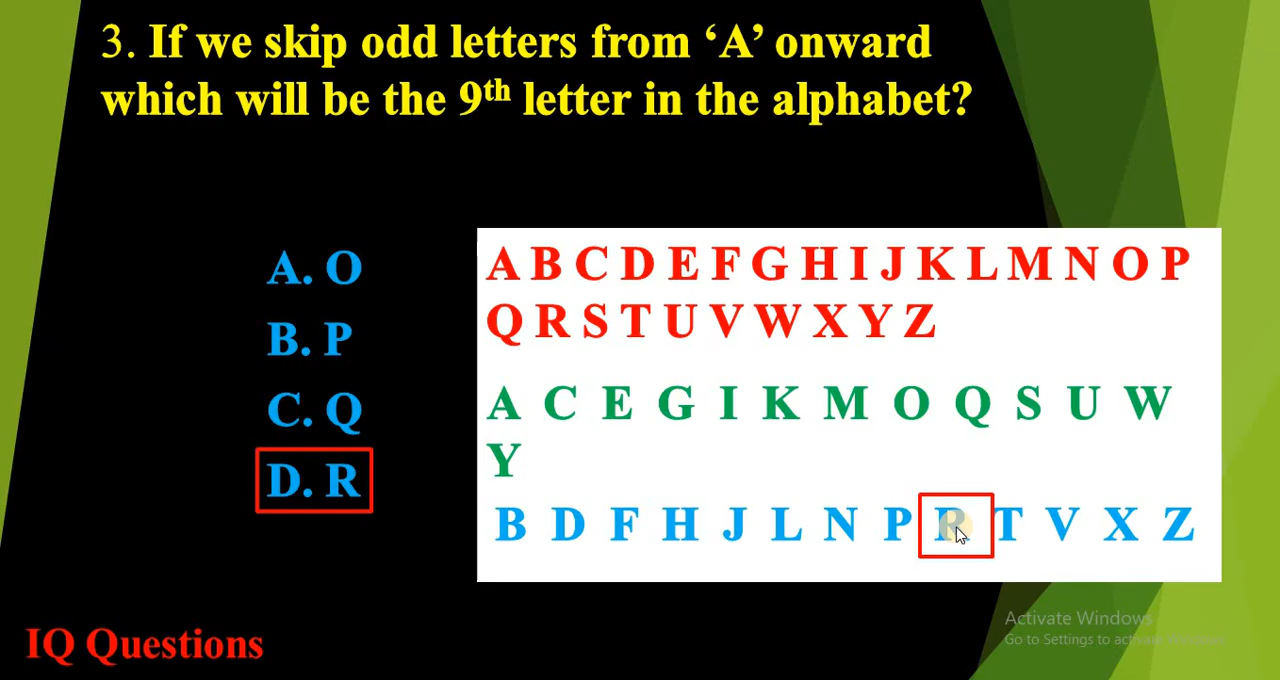 3. If we skip odd letters from ‘A’ onward
which will be the 9th letter in the alphabet?
A. O
B. P
C. Q
D. R
A B C D E F G H I J K L M N O P
Q R S T U V W X Y Z
A C E G I K M O Q S U W
Y
B D F H J L N P R T V X Z
IQ Questions
Activate Windows
Go to Settings to activate Windows.